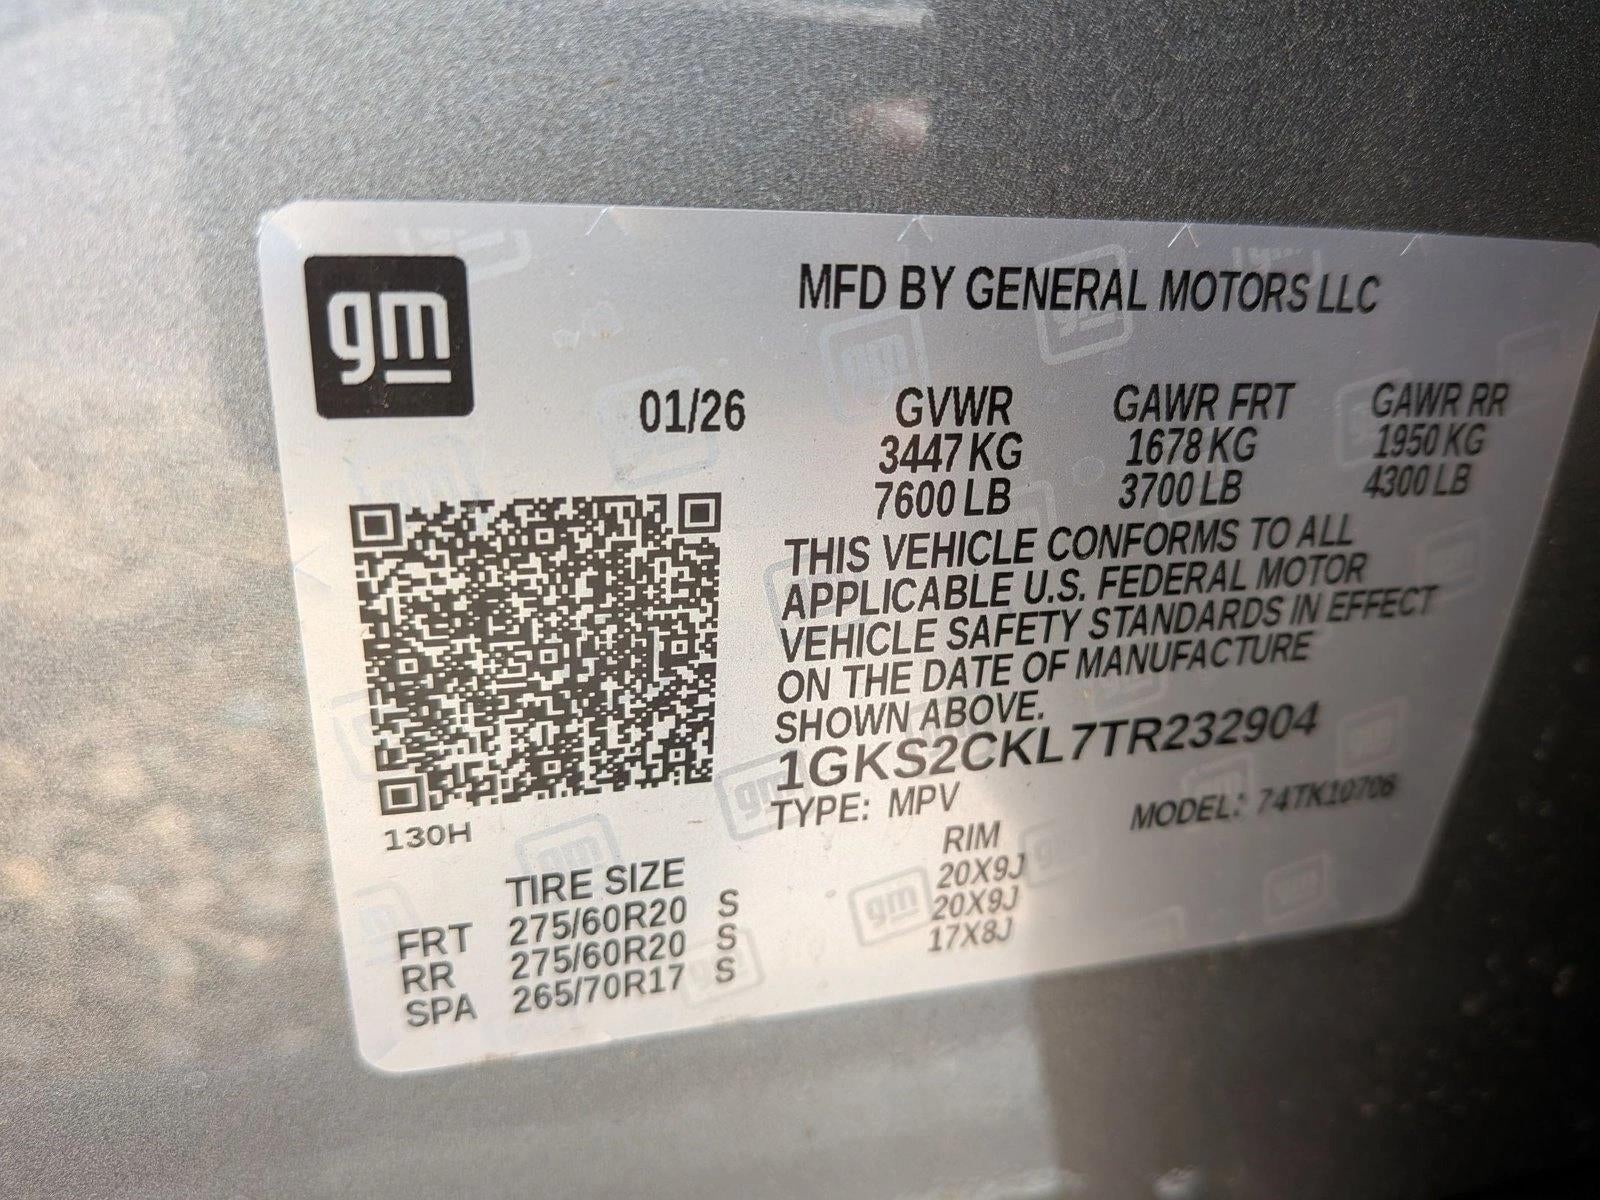 gm
MFD BY GENERAL MOTORS LLC
01/26
GVWR GAWR FRT GAWR RR
3447 KG 1678 KG 1950 KG
7600 LB 3700 LB 4300 LB
THIS VEHICLE CONFORMS TO ALL
APPLICABLE U.S. FEDERAL MOTOR
VEHICLE SAFETY STANDARDS IN EFFECT
ON THE DATE OF MANUFACTURE
SHOWN ABOVE.
1GKS2CKL7TR232904
TYPE: MPV MODEL: 74TK10706
130H
TIRE SIZE RIM
FRT 275/60R20 S 20X9J
RR 275/60R20 S 20X9J
SPA 265/70R17 S 17X8J